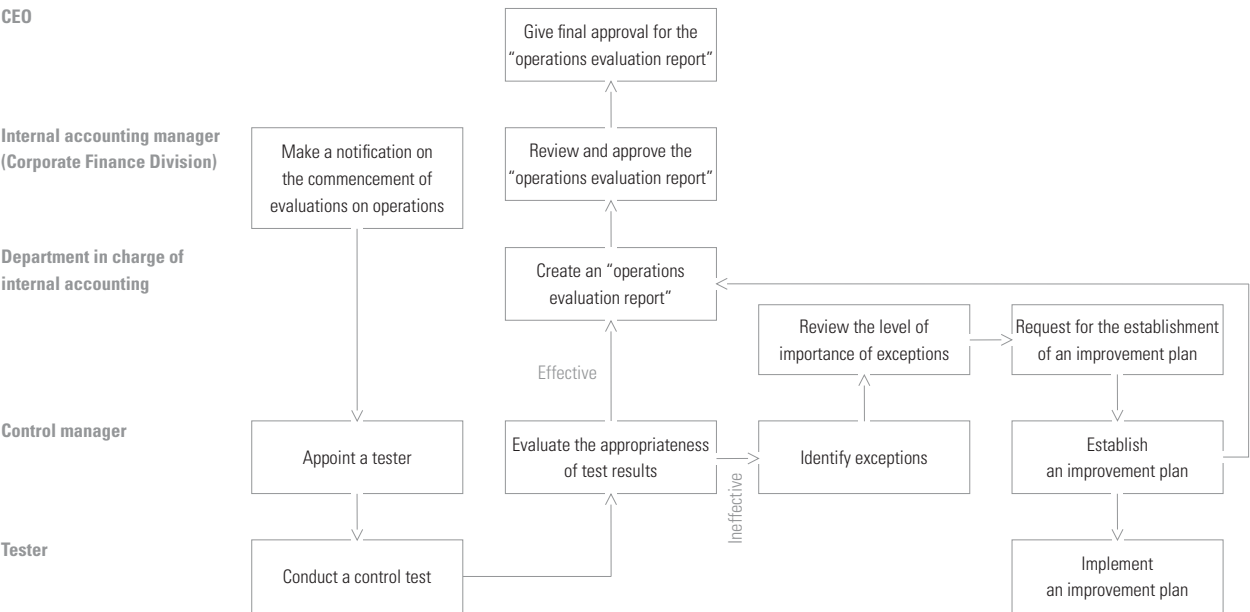 CEO
Give final approval for the
“operations evaluation report”
Internal accounting manager
(Corporate Finance Division)
Make a notification on
the commencement of
evaluations on operations
Review and approve the
“operations evaluation report”
Department in charge of
internal accounting
Create an “operations
evaluation report”
Review the level of
importance of exceptions
Request for the establishment
of an improvement plan
Effective
Control manager
Appoint a tester
Evaluate the appropriateness
of test results
Ineffective
Identify exceptions
Establish
an improvement plan
Tester
Conduct a control test
Implement
an improvement plan